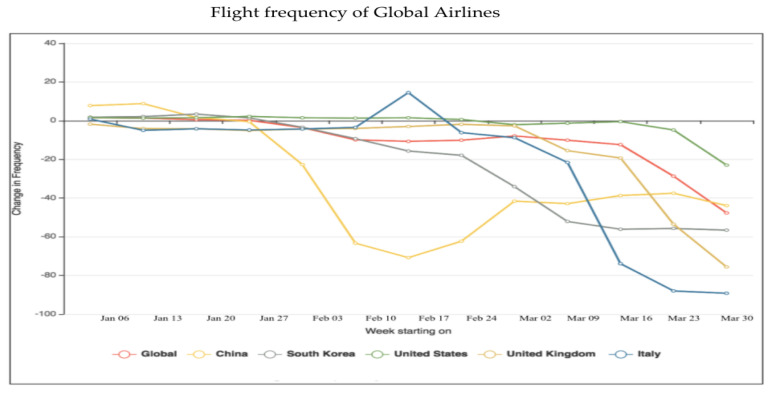 Flight frequency of Global Airlines
Change in Frequency
40
20
0
-20
-40
-60
-80
-100
Jan 06 Jan 13 Jan 20 Jan 27 Feb 03 Feb 10 Feb 17 Feb 24 Mar 02 Mar 09 Mar 16 Mar 23 Mar 30
Week starting on
Global China South Korea United States United Kingdom Italy